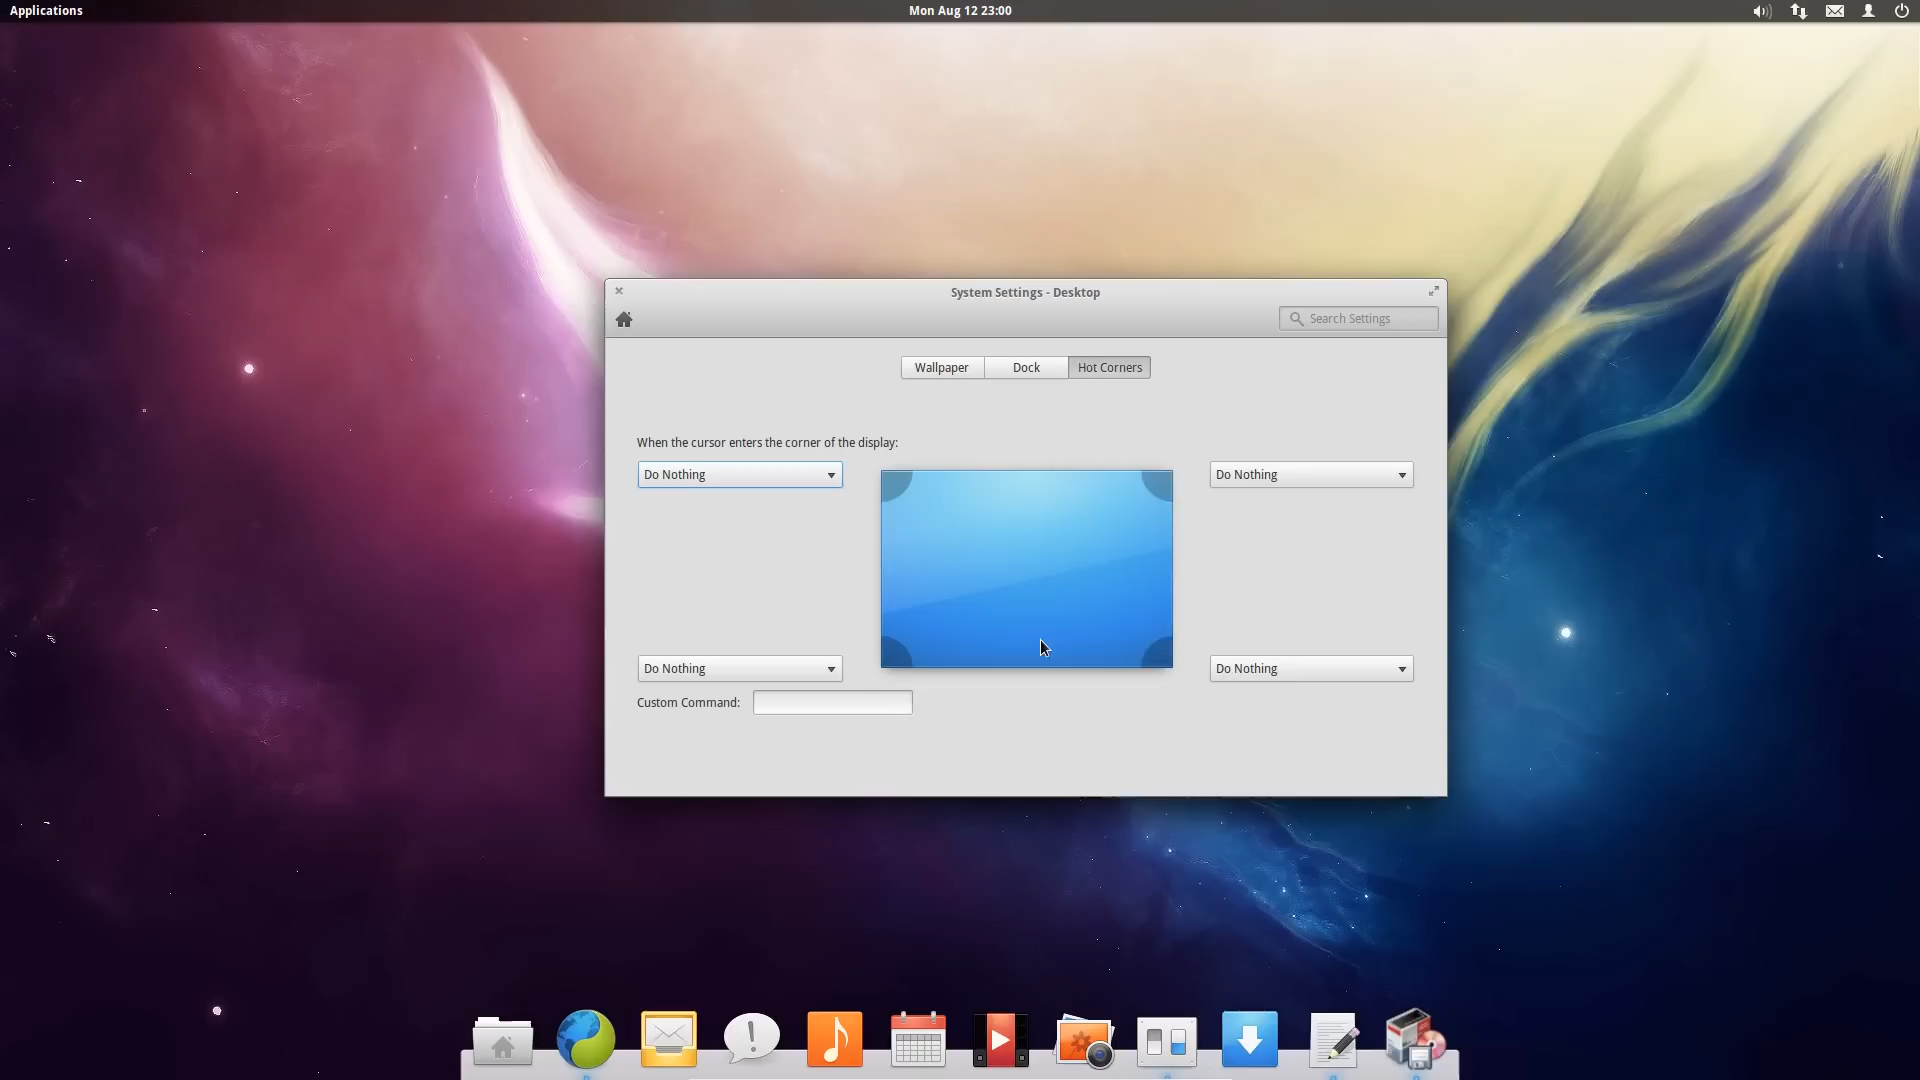 Applications
Mon Aug 12 23:00
System Settings - Desktop
Search Settings
Wallpaper
Dock
Hot Corners
When the cursor enters the corner of the display:
Do Nothing
Do Nothing
Do Nothing
Do Nothing
Custom Command: